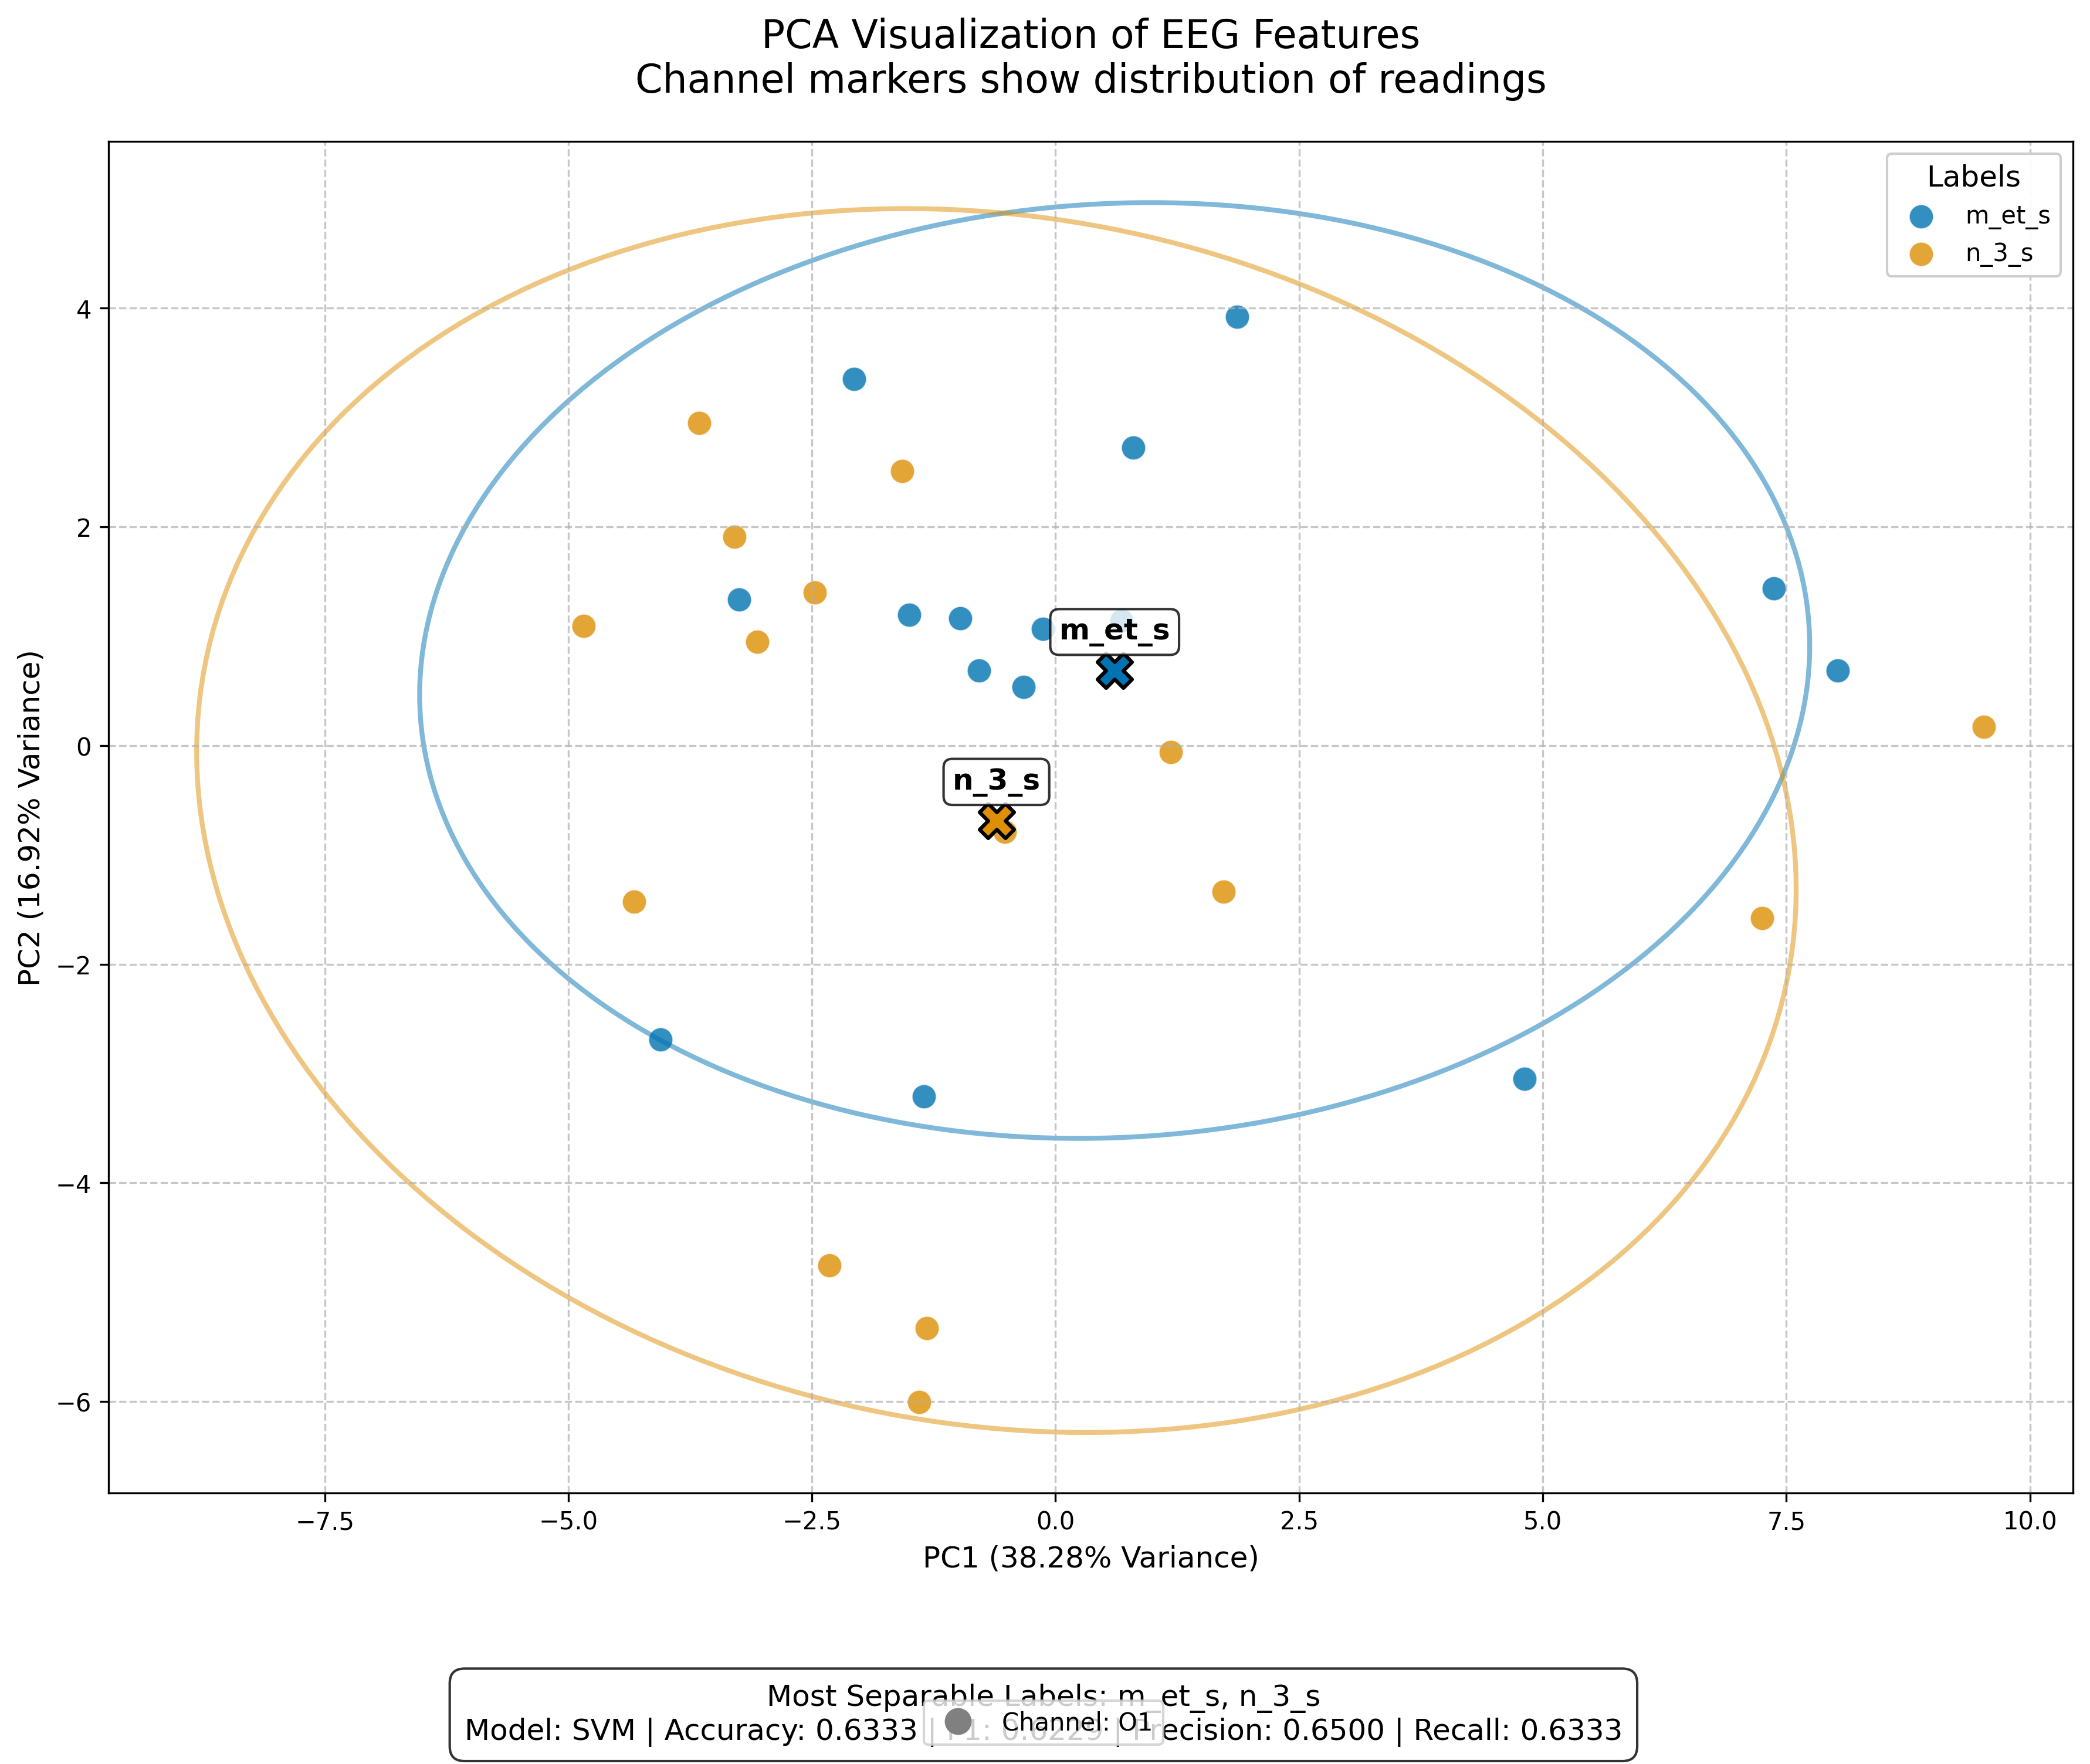 PCA Visualization of EEG Features
Channel markers show distribution of readings
Labels
m_et_s
n_3_s
m_et_s
n_3_s
4
2
0
−2
−4
−6
PC2 (16.92% Variance)
−7.5
−5.0
−2.5
0.0
2.5
5.0
7.5
10.0
PC1 (38.28% Variance)
Most Separable Labels: m_et_s, n_3_s
Model: SVM | Accuracy: 0.6333 | F1: 0.6229 | Precision: 0.6500 | Recall: 0.6333
Channel: O1